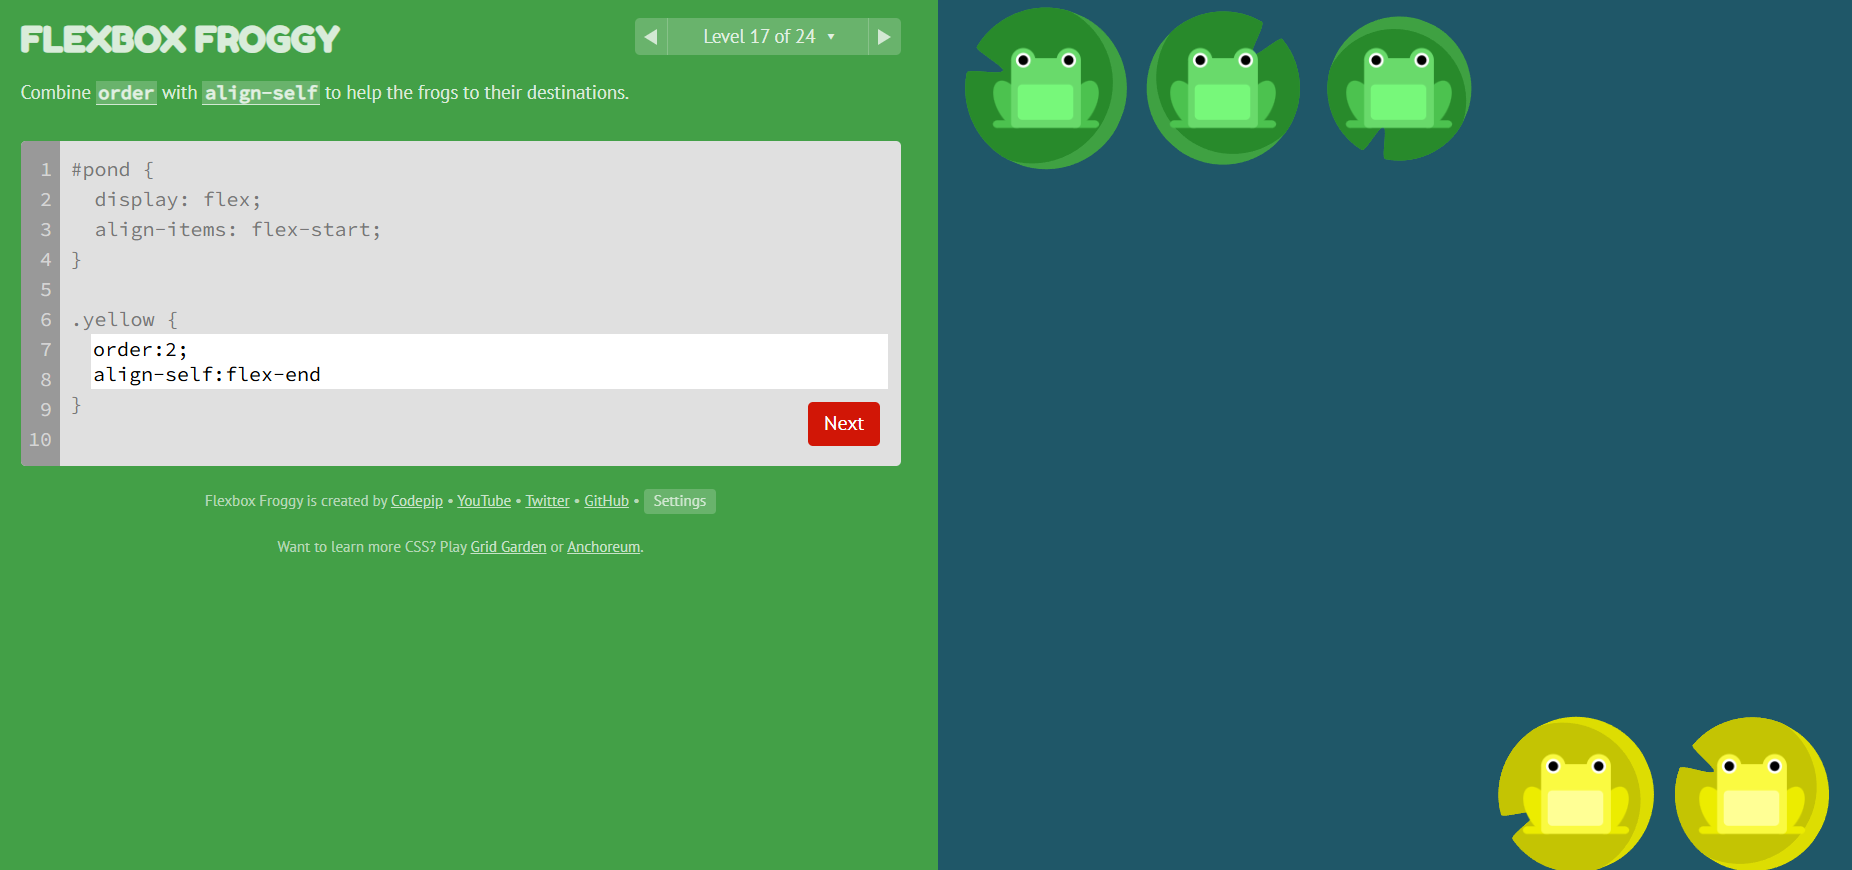 FLEXBOX FROGGY
Level 17 of 24 ▾
Combine order with align-self to help the frogs to their destinations.
1 #pond {
2 display: flex;
3 align-items: flex-start;
4 }
5
6 .yellow {
7 order:2;
8 align-self:flex-end
9 }
10
Next
Flexbox Froggy is created by Codepip • YouTube • Twitter • GitHub • Settings
Want to learn more CSS? Play Grid Garden or Anchoreum.